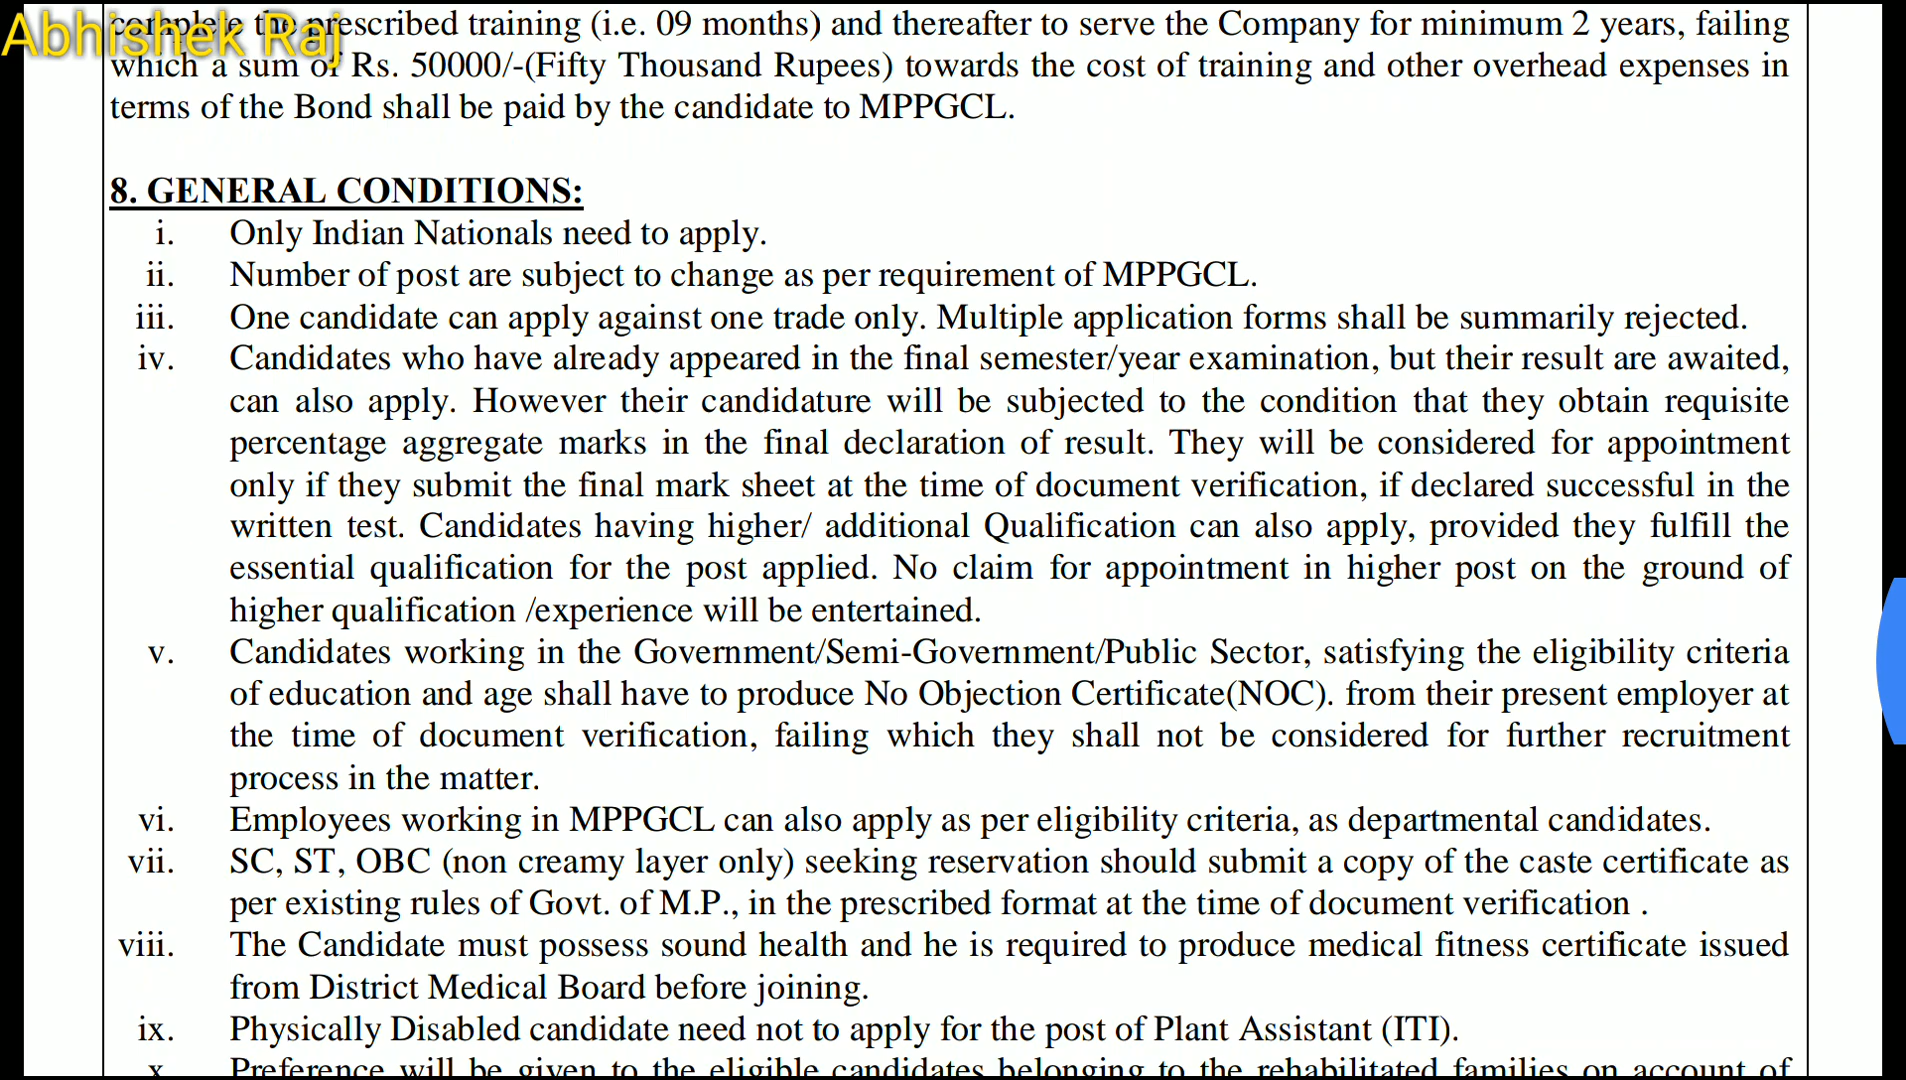 Abhishek Raj
complete the prescribed training (i.e. 09 months) and thereafter to serve the Company for minimum 2 years, failing
which a sum of Rs. 50000/-(Fifty Thousand Rupees) towards the cost of training and other overhead expenses in
terms of the Bond shall be paid by the candidate to MPPGCL.
8. GENERAL CONDITIONS:
i. Only Indian Nationals need to apply.
ii. Number of post are subject to change as per requirement of MPPGCL.
iii. One candidate can apply against one trade only. Multiple application forms shall be summarily rejected.
iv. Candidates who have already appeared in the final semester/year examination, but their result are awaited,
can also apply. However their candidature will be subjected to the condition that they obtain requisite
percentage aggregate marks in the final declaration of result. They will be considered for appointment
only if they submit the final mark sheet at the time of document verification, if declared successful in the
written test. Candidates having higher/ additional Qualification can also apply, provided they fulfill the
essential qualification for the post applied. No claim for appointment in higher post on the ground of
higher qualification /experience will be entertained.
v. Candidates working in the Government/Semi-Government/Public Sector, satisfying the eligibility criteria
of education and age shall have to produce No Objection Certificate(NOC). from their present employer at
the time of document verification, failing which they shall not be considered for further recruitment
process in the matter.
vi. Employees working in MPPGCL can also apply as per eligibility criteria, as departmental candidates.
vii. SC, ST, OBC (non creamy layer only) seeking reservation should submit a copy of the caste certificate as
per existing rules of Govt. of M.P., in the prescribed format at the time of document verification .
viii. The Candidate must possess sound health and he is required to produce medical fitness certificate issued
from District Medical Board before joining.
ix. Physically Disabled candidate need not to apply for the post of Plant Assistant (ITI).
x. Preference will be given to the eligible candidates belonging to the rehabilitated families on account of